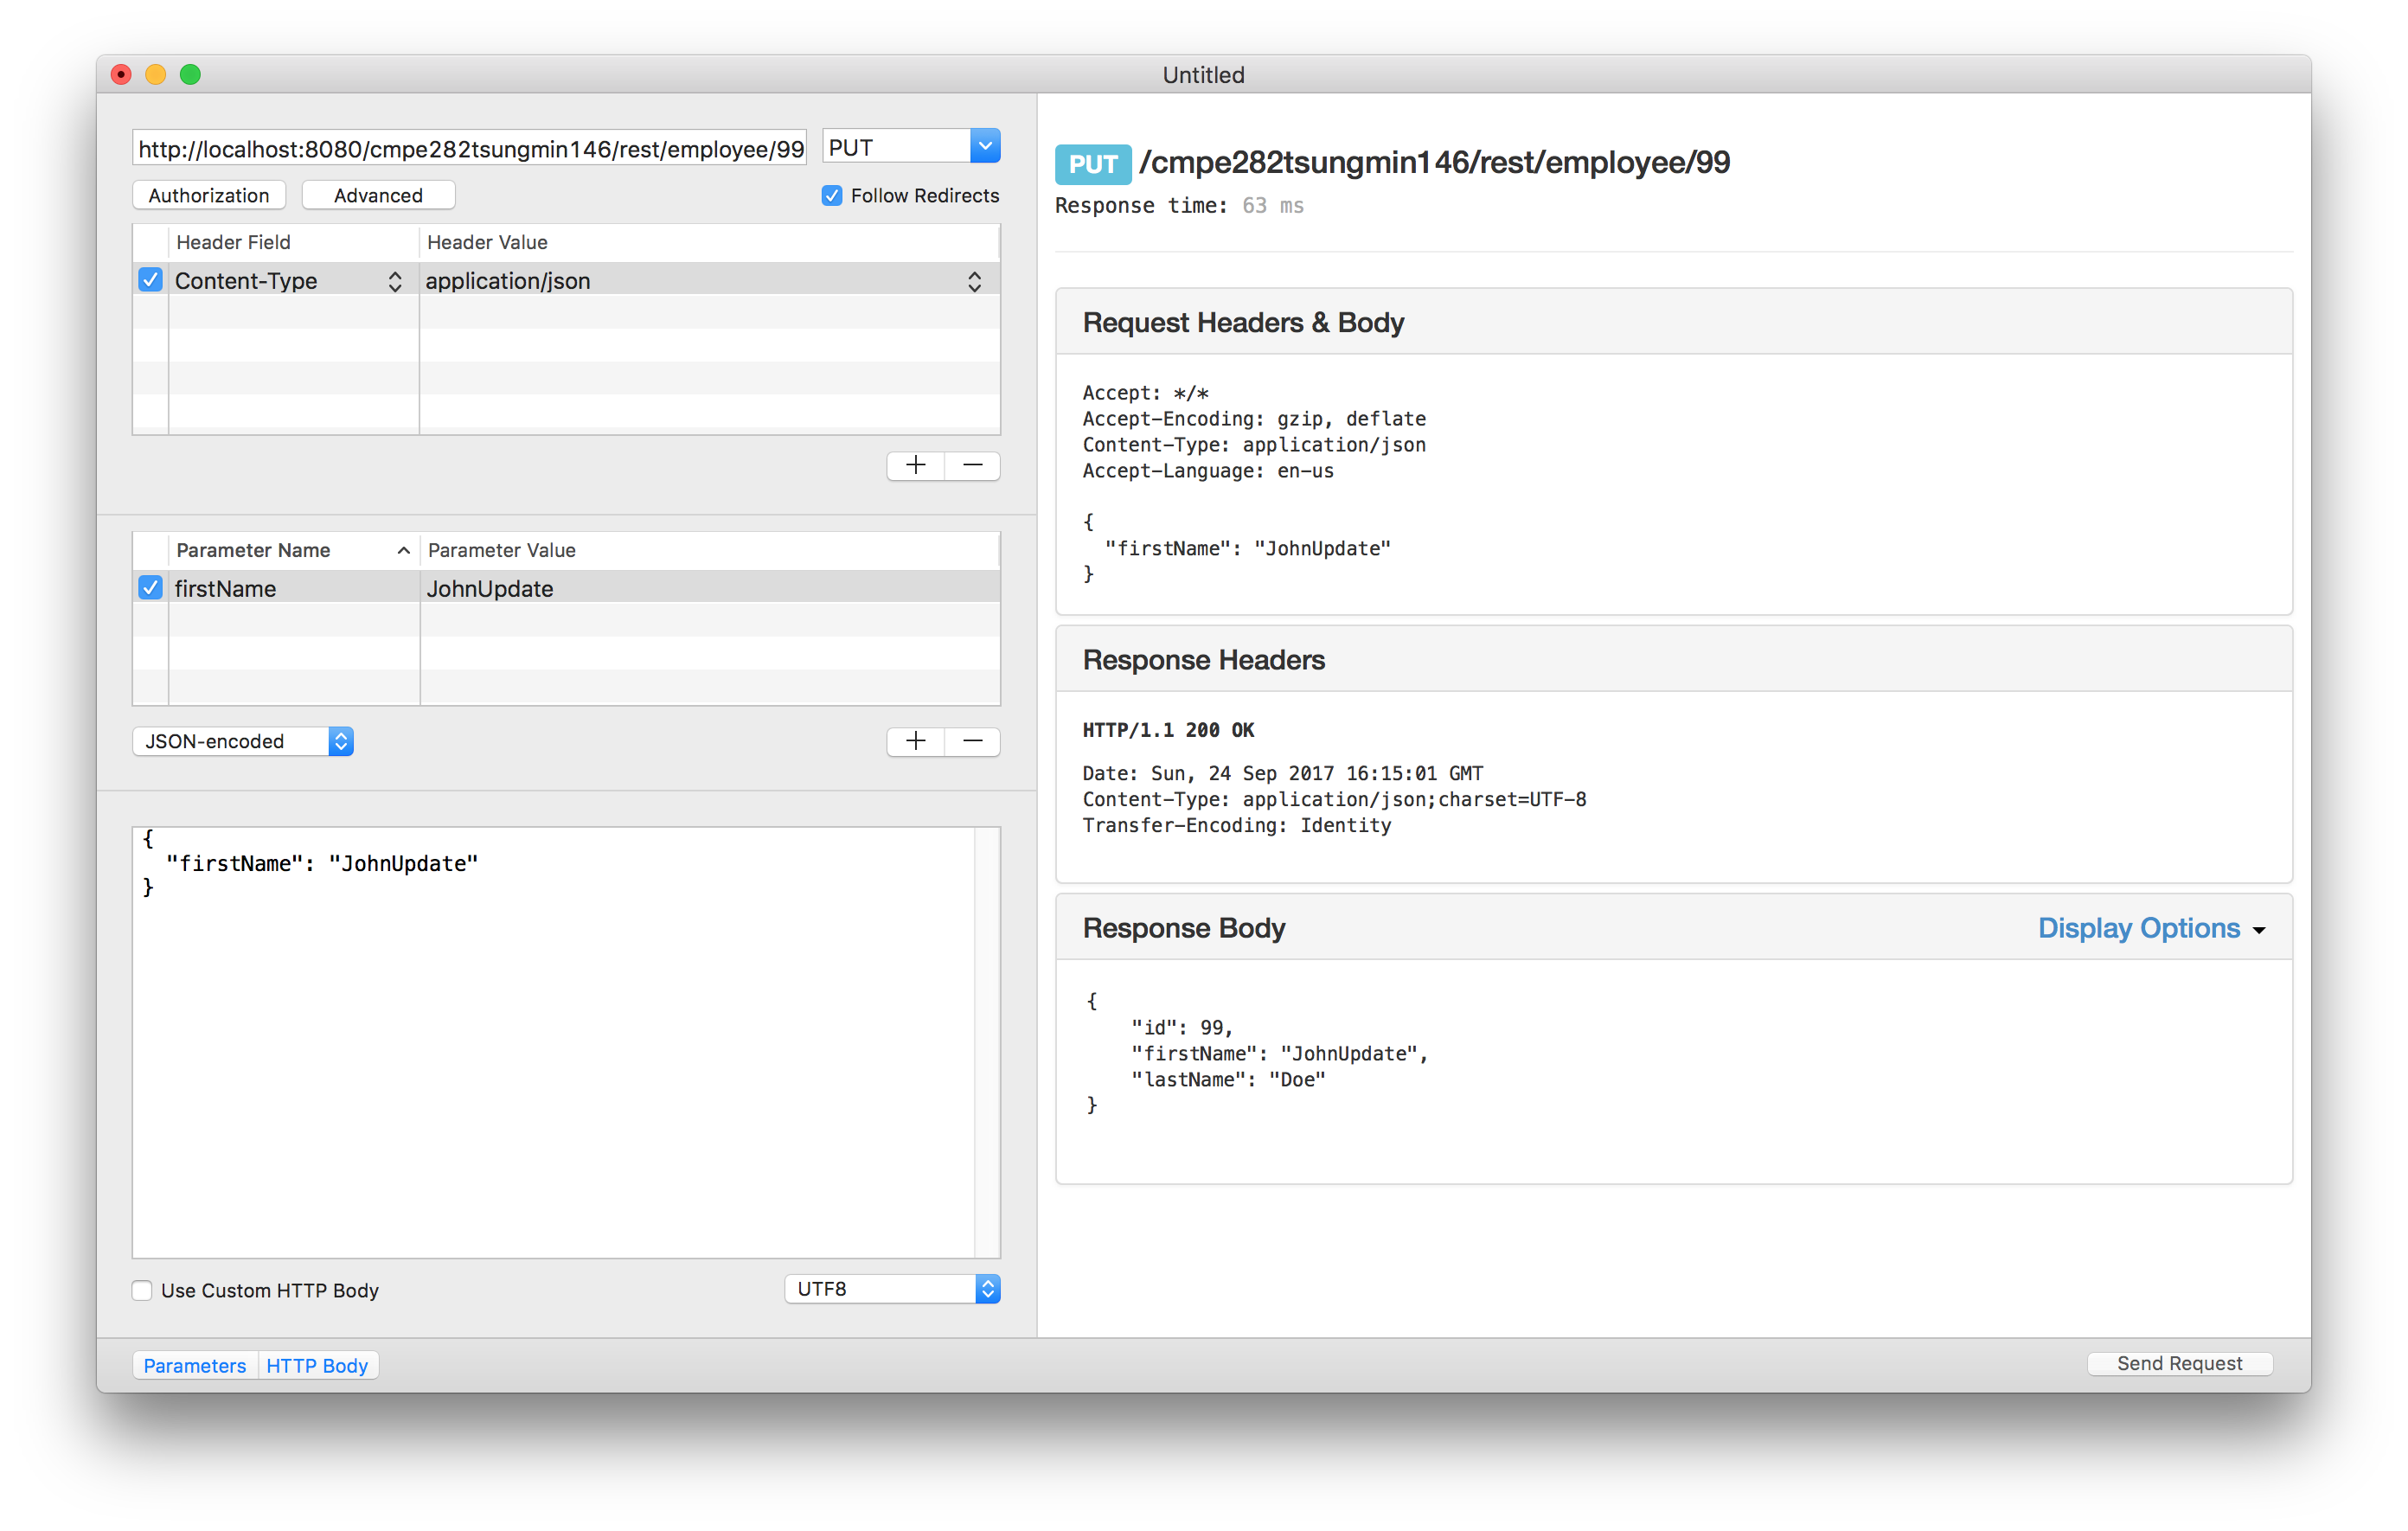 Untitled
http://localhost:8080/cmpe282tsungmin146/rest/employee/99
PUT
Authorization
Advanced
Follow Redirects
Header Field
Header Value
Content-Type
application/json
Parameter Name
Parameter Value
firstName
JohnUpdate
JSON-encoded
{
"firstName": "JohnUpdate"
}
Use Custom HTTP Body
UTF8
Parameters
HTTP Body
PUT /cmpe282tsungmin146/rest/employee/99
Response time: 63 ms
Request Headers & Body
Accept: */*
Accept-Encoding: gzip, deflate
Content-Type: application/json
Accept-Language: en-us
{
"firstName": "JohnUpdate"
}
Response Headers
HTTP/1.1 200 OK
Date: Sun, 24 Sep 2017 16:15:01 GMT
Content-Type: application/json;charset=UTF-8
Transfer-Encoding: Identity
Response Body
Display Options
{
"id": 99,
"firstName": "JohnUpdate",
"lastName": "Doe"
}
Send Request